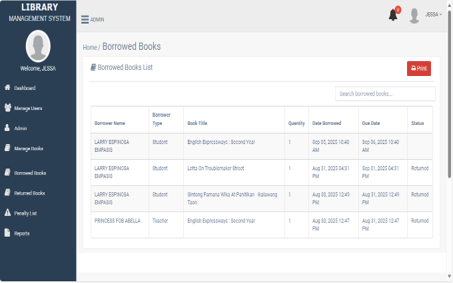 LIBRARY
MANAGEMENT SYSTEM
Welcome, JESSA
Dashboard
Manage Users
Admin
Manage Books
Borrowed Books
Returned Books
Penalty List
Reports
ADMIN
JESSA
Home / Borrowed Books
Borrowed Books List
Print
Search borrowed books...
Borrower Name Borrower Type Book Title Quantity Date Borrowed Due Date Status
LARRY ESPINOSA EMPASIS Student English Expressways : Second Year 1 Sep 05, 2025 10:40 AM Sep 06, 2025 10:40 AM
LARRY ESPINOSA EMPASIS Student Lotta On Troublemaker Street 1 Aug 31, 2025 04:51 PM Sep 01, 2025 04:51 PM Returned
LARRY ESPINOSA EMPASIS Student Gintong Pamana Wika At Panitikan - Ikalawang Taon 1 Aug 30, 2025 12:49 PM Aug 31, 2025 12:49 PM Returned
PRINCESS FOB ABELLA Teacher English Expressways : Second Year 1 Aug 30, 2025 12:47 PM Aug 31, 2025 12:47 PM Returned